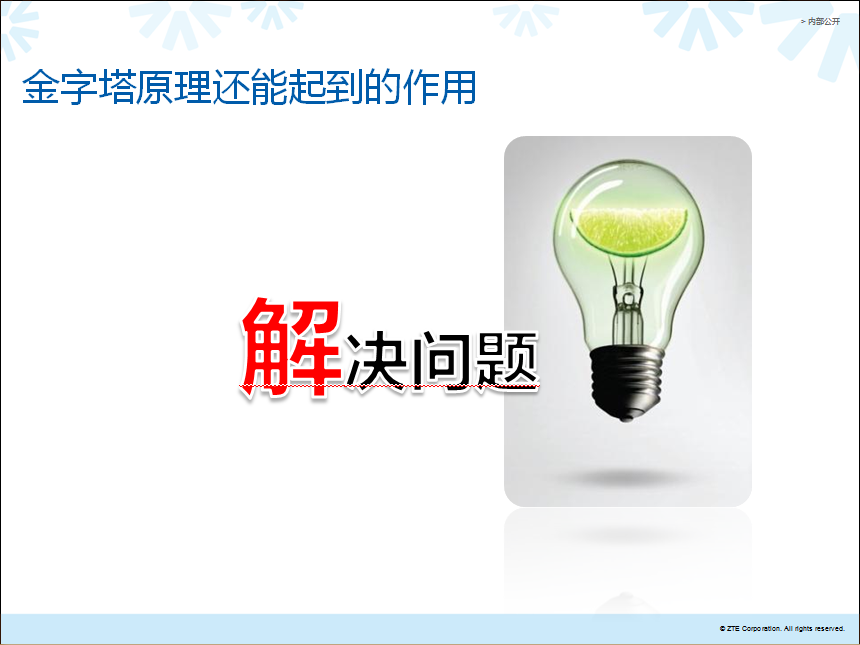 > 内部公开
金字塔原理还能起到的作用
解决问题
© ZTE Corporation. All rights reserved.